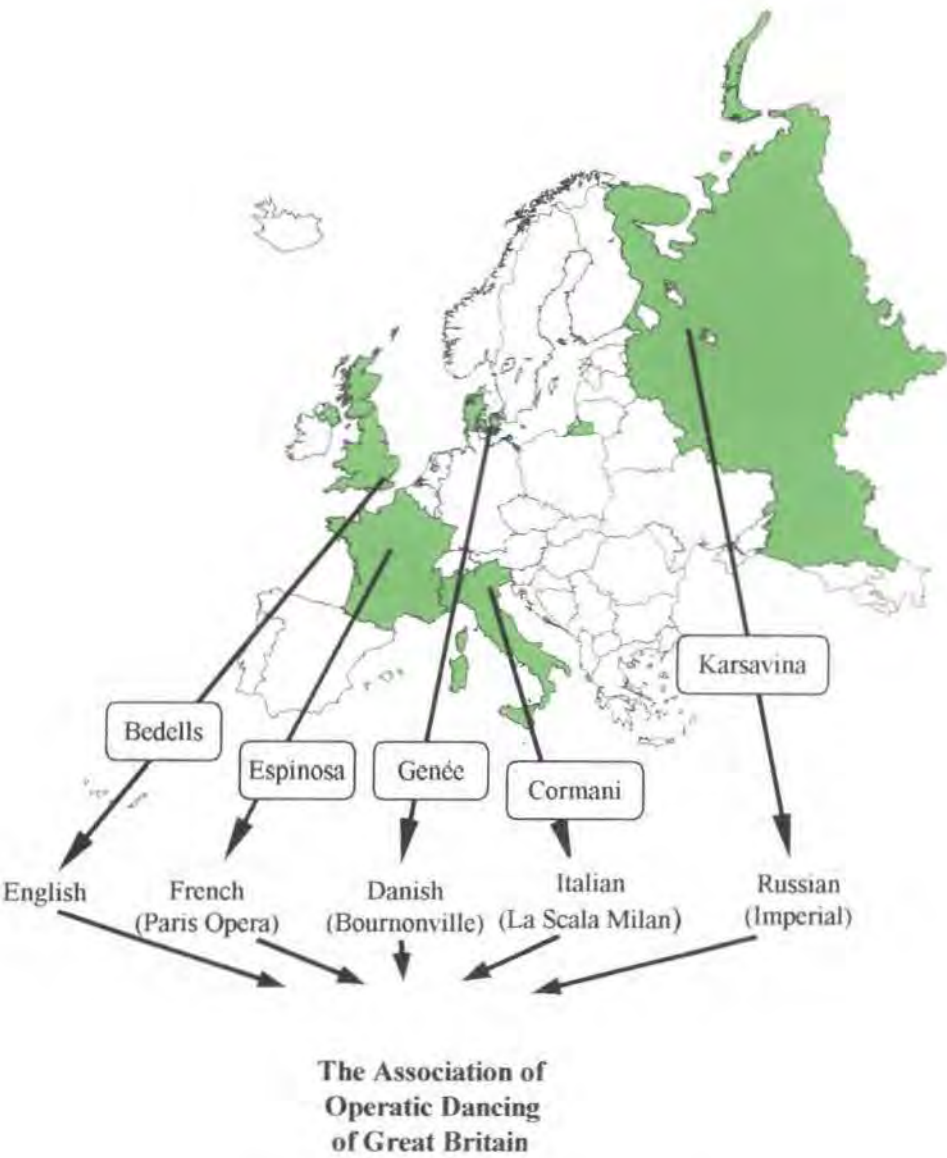 Karsavina
Bedells
Espinosa
Genée
Cormani
English
French
(Paris Opera)
Danish
(Bournonville)
Italian
(La Scala Milan)
Russian
(Imperial)
The Association of
Operatic Dancing
of Great Britain